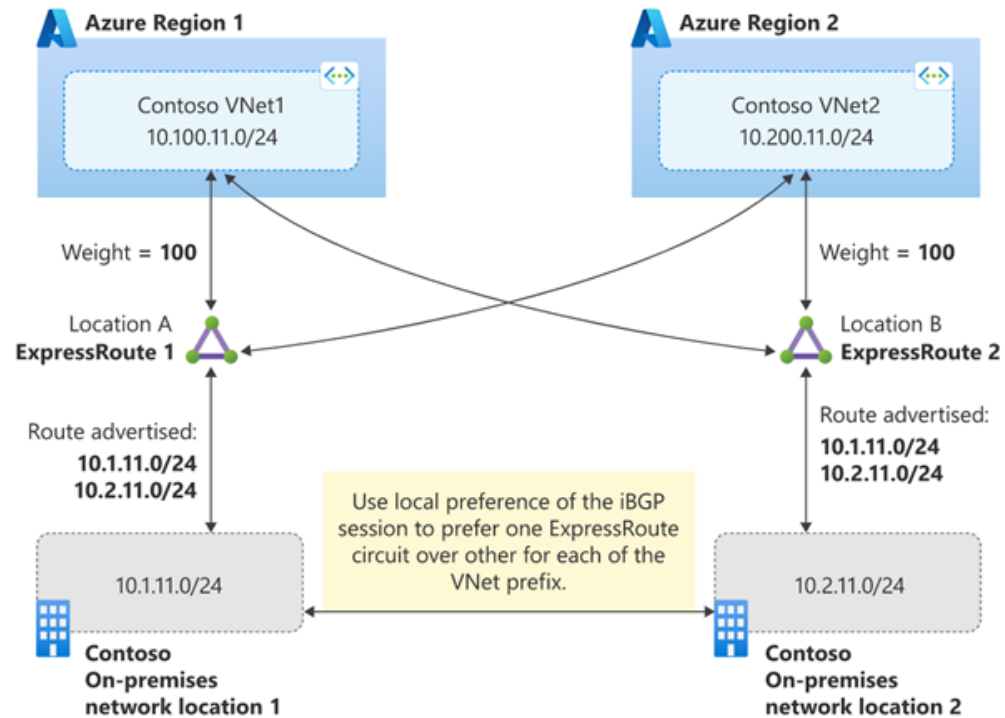 Azure Region 1
Azure Region 2
Contoso VNet1
10.100.11.0/24
Contoso VNet2
10.200.11.0/24
Weight = 100
Weight = 100
Location A
ExpressRoute 1
Location B
ExpressRoute 2
Route advertised:
10.1.11.0/24
10.2.11.0/24
Route advertised:
10.1.11.0/24
10.2.11.0/24
Use local preference of the iBGP
session to prefer one ExpressRoute
circuit over other for each of the
VNet prefix.
10.1.11.0/24
10.2.11.0/24
Contoso
On-premises
network location 1
Contoso
On-premises
network location 2